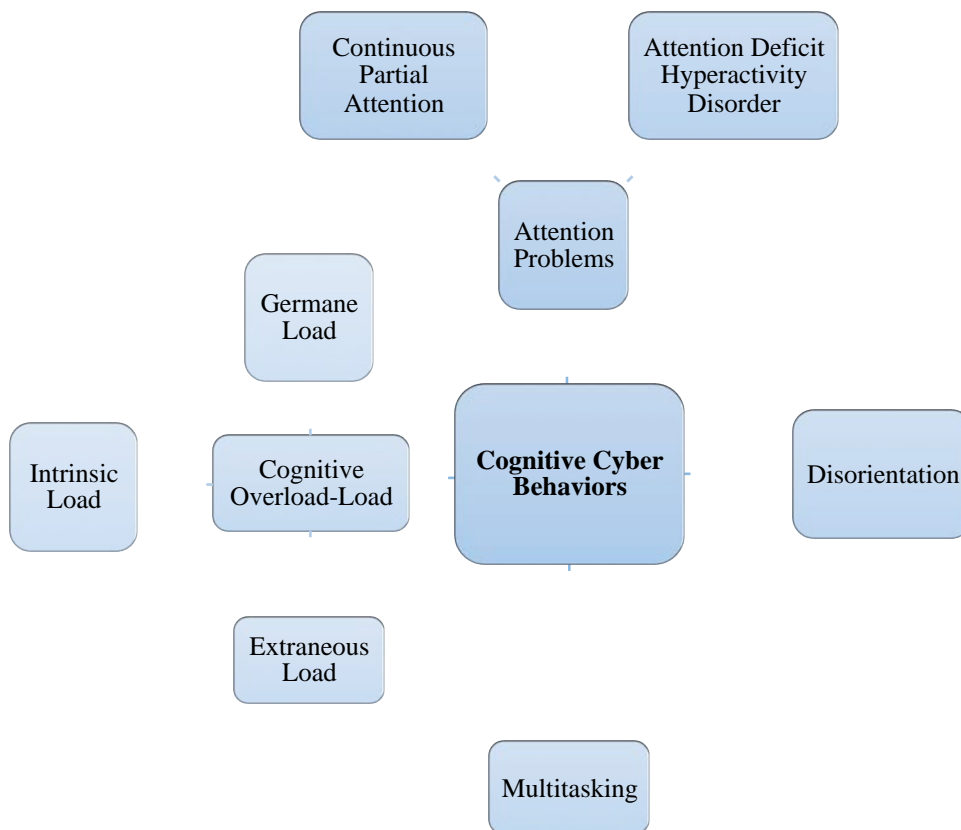 Continuous
Partial
Attention
Attention Deficit
Hyperactivity
Disorder
Attention
Problems
Germane
Load
Intrinsic
Load
Cognitive
Overload-Load
Cognitive Cyber
Behaviors
Disorientation
Extraneous
Load
Multitasking